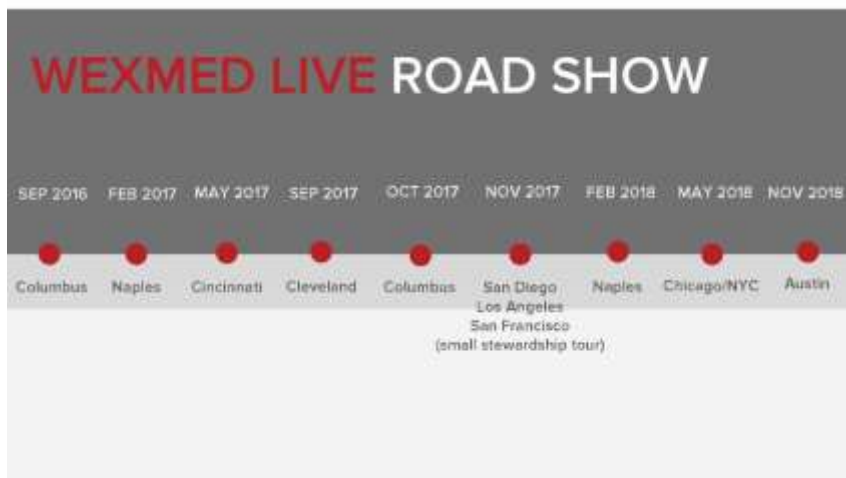 WEXMED LIVE ROAD SHOW
SEP 2016 FEB 2017 MAY 2017 SEP 2017 OCT 2017 NOV 2017 FEB 2018 MAY 2018 NOV 2018
Columbus Naples Cincinnati Cleveland Columbus San Diego Naples Chicago/NYC Austin
Los Angeles
San Francisco
(small stewardship tour)